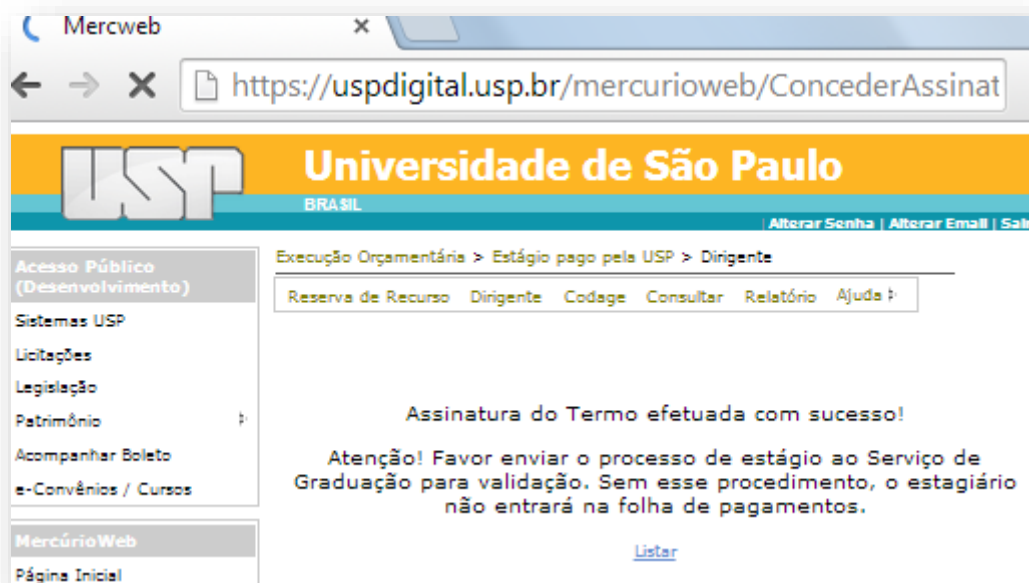 Mercweb ×
https://uspdigital.usp.br/mercurioweb/ConcederAssinat
USP
Universidade de São Paulo
BRASIL
| Alterar Senha | Alterar Email | Sair
Acesso Público
(Desenvolvimento)
Sistemas USP
Licitações
Legislação
Patrimônio
Acompanhar Boleto
e-Convênios / Cursos
MercúrioWeb
Página Inicial
Execução Orçamentária > Estágio pago pela USP > Dirigente
Reserva de Recurso Dirigente Codage Consultar Relatório Ajuda
Assinatura do Termo efetuada com sucesso!
Atenção! Favor enviar o processo de estágio ao Serviço de
Graduação para validação. Sem esse procedimento, o estagiário
não entrará na folha de pagamentos.
Listar